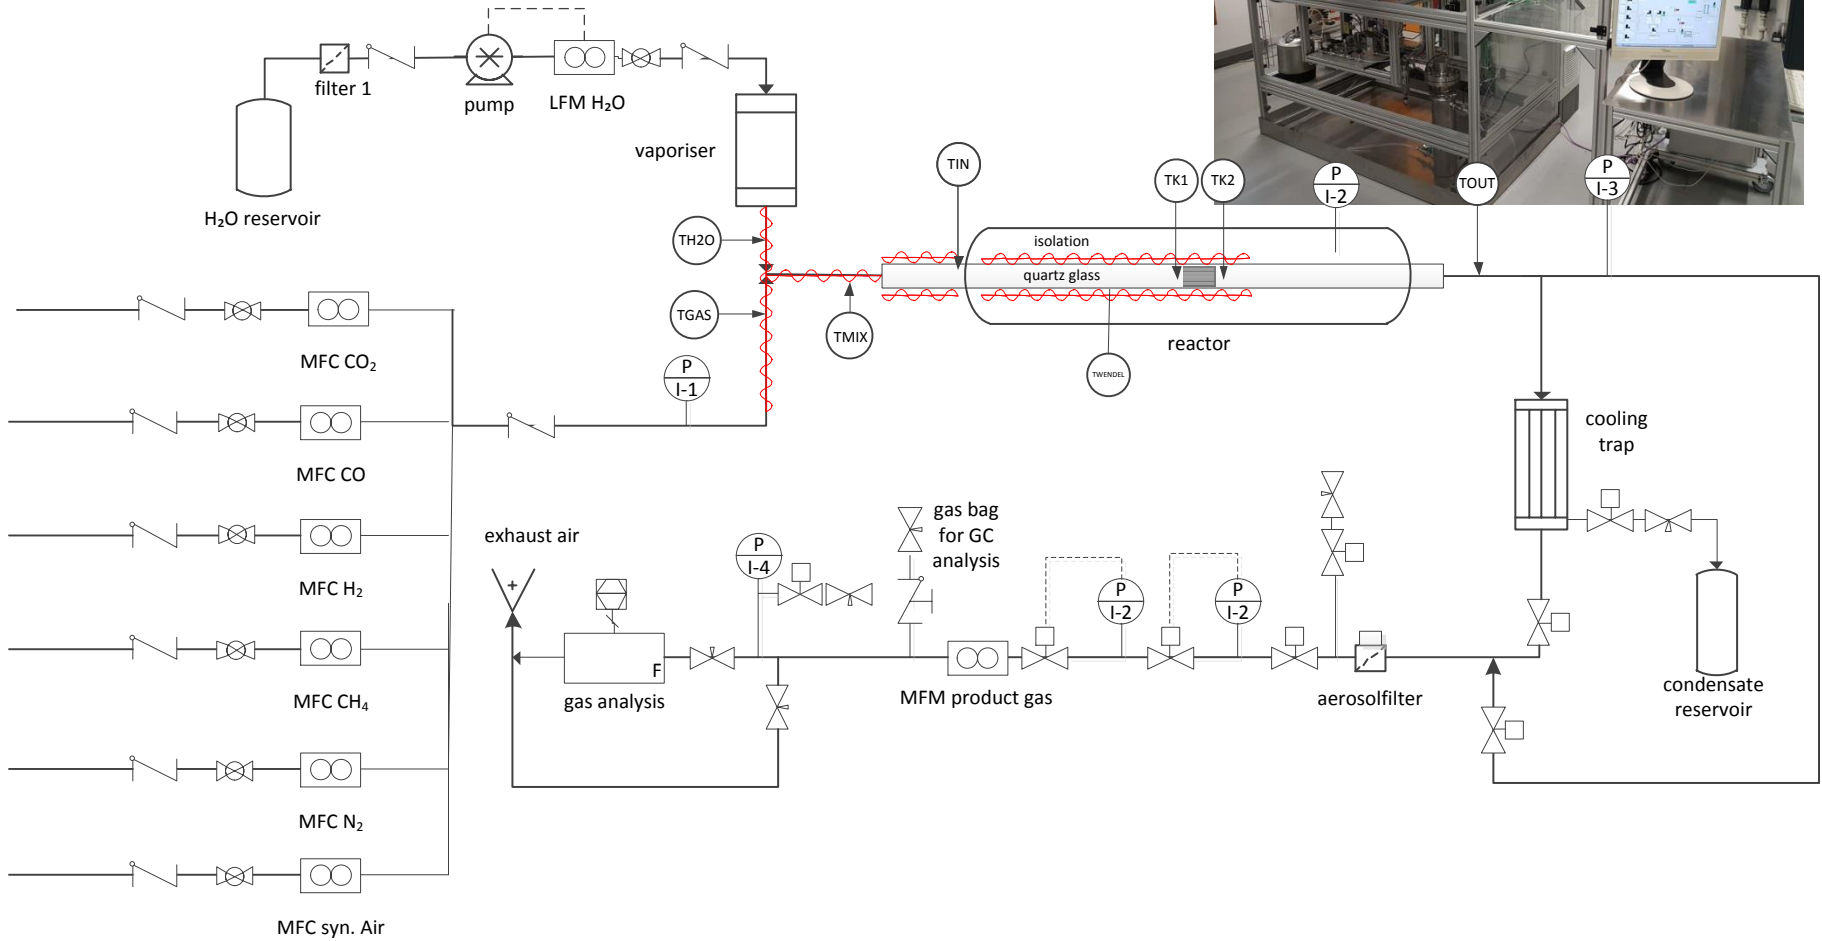 filter 1
pump
LFM H₂O
vaporiser
H₂O reservoir
TH2O
TGAS
TMIX
TIN
TK1
TK2
P
I-2
TOUT
P
I-3
isolation
quartz glass
reactor
TWENDEL
P
I-1
MFC CO₂
MFC CO
MFC H₂
MFC CH₄
MFC N₂
MFC syn. Air
cooling
trap
condensate
reservoir
exhaust air
+
F
gas analysis
P
I-4
gas bag
for GC
analysis
MFM product gas
P
I-2
P
I-2
aerosolfilter